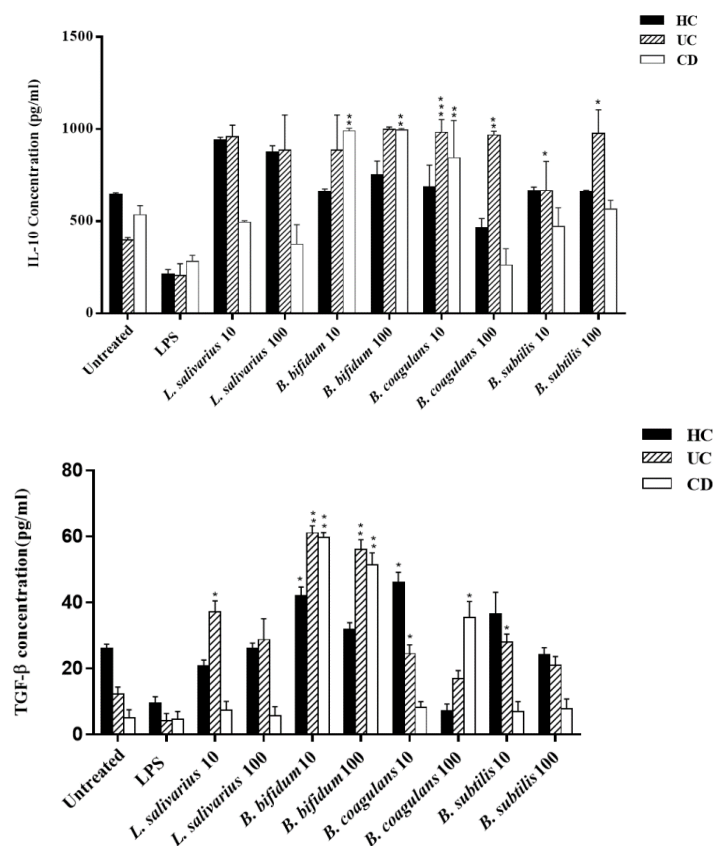 HC
UC
CD
IL-10 Concentration (pg/ml)
1500
1000
500
0
**
**
***
**
**
*
*
Untreated
LPS
L. salivarius 10
L. salivarius 100
B. bifidum 10
B. bifidum 100
B. coagulans 10
B. coagulans 100
B. subtilis 10
B. subtilis 100
HC
UC
CD
TGF-β concentration(pg/ml)
80
60
40
20
0
*
*
**
**
**
**
*
*
*
*
Untreated
LPS
L. salivarius 10
L. salivarius 100
B. bifidum 10
B. bifidum 100
B. coagulans 10
B. coagulans 100
B. subtilis 10
B. subtilis 100